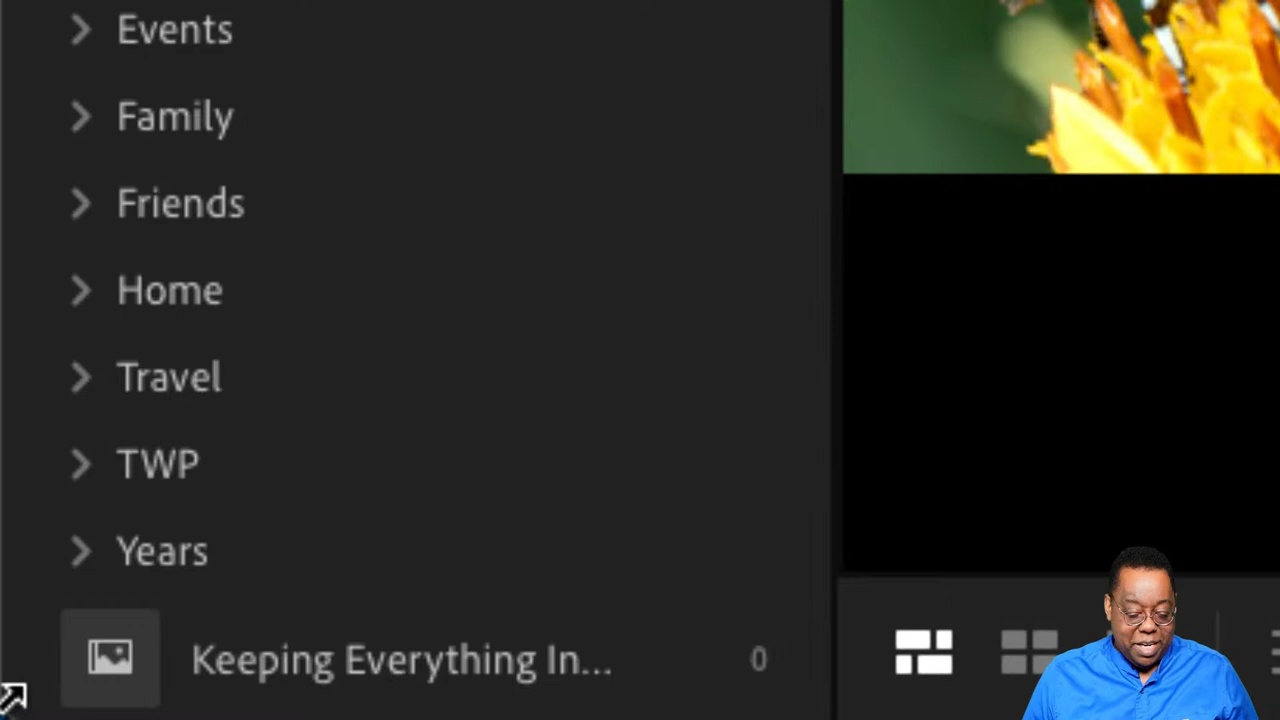 Events
Family
Friends
Home
Travel
TWP
Years
Keeping Everything In... 0